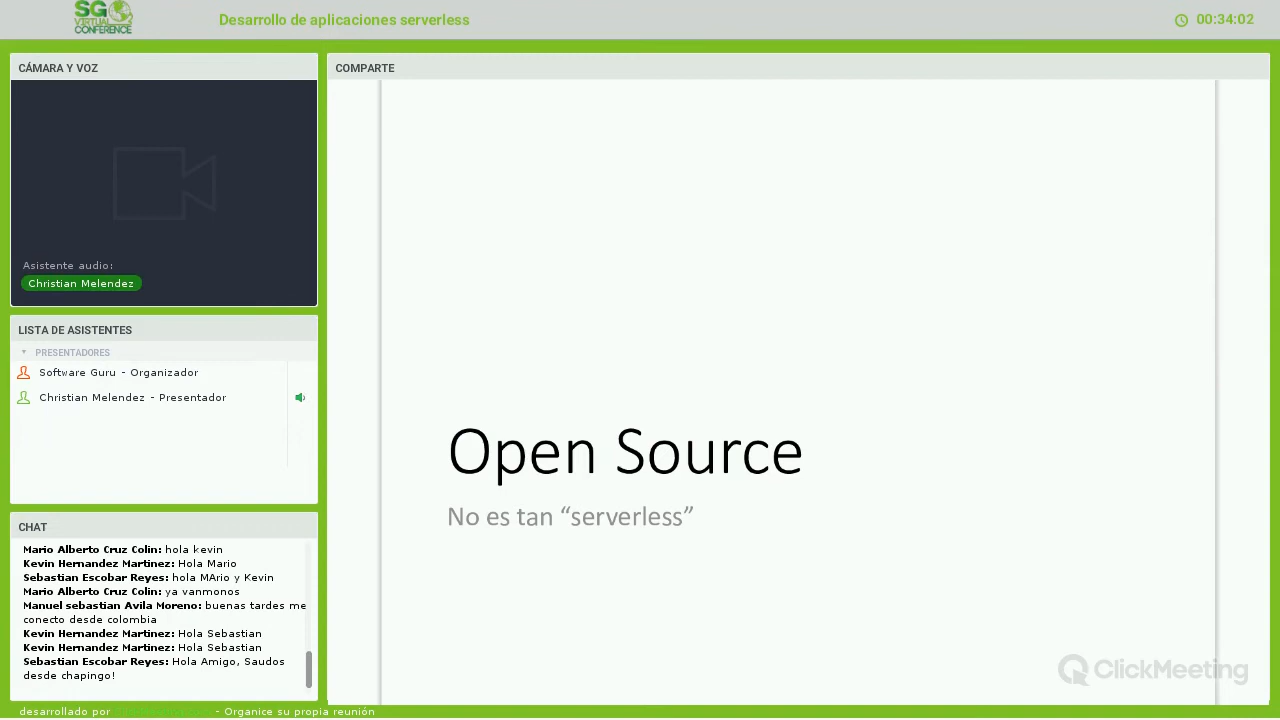 SG
VIRTUAL
CONFERENCE
Desarrollo de aplicaciones serverless
00:34:02
CÁMARA Y VOZ
Asistente audio:
Christian Melendez
LISTA DE ASISTENTES
PRESENTADORES
Software Guru - Organizador
Christian Melendez - Presentador
CHAT
Mario Alberto Cruz Colin: hola kevin
Kevin Hernandez Martinez: Hola Mario
Sebastian Escobar Reyes: hola MArio y Kevin
Mario Alberto Cruz Colin: ya vanmonos
Manuel sebastian Avila Moreno: buenas tardes me
conecto desde colombia
Kevin Hernandez Martinez: Hola Sebastian
Kevin Hernandez Martinez: Hola Sebastian
Sebastian Escobar Reyes: Hola Amigo, Saudos
desde chapingo!
desarrollado por - Organice su propia reunión
COMPARTE
Open Source
No es tan “serverless”
ClickMeeting